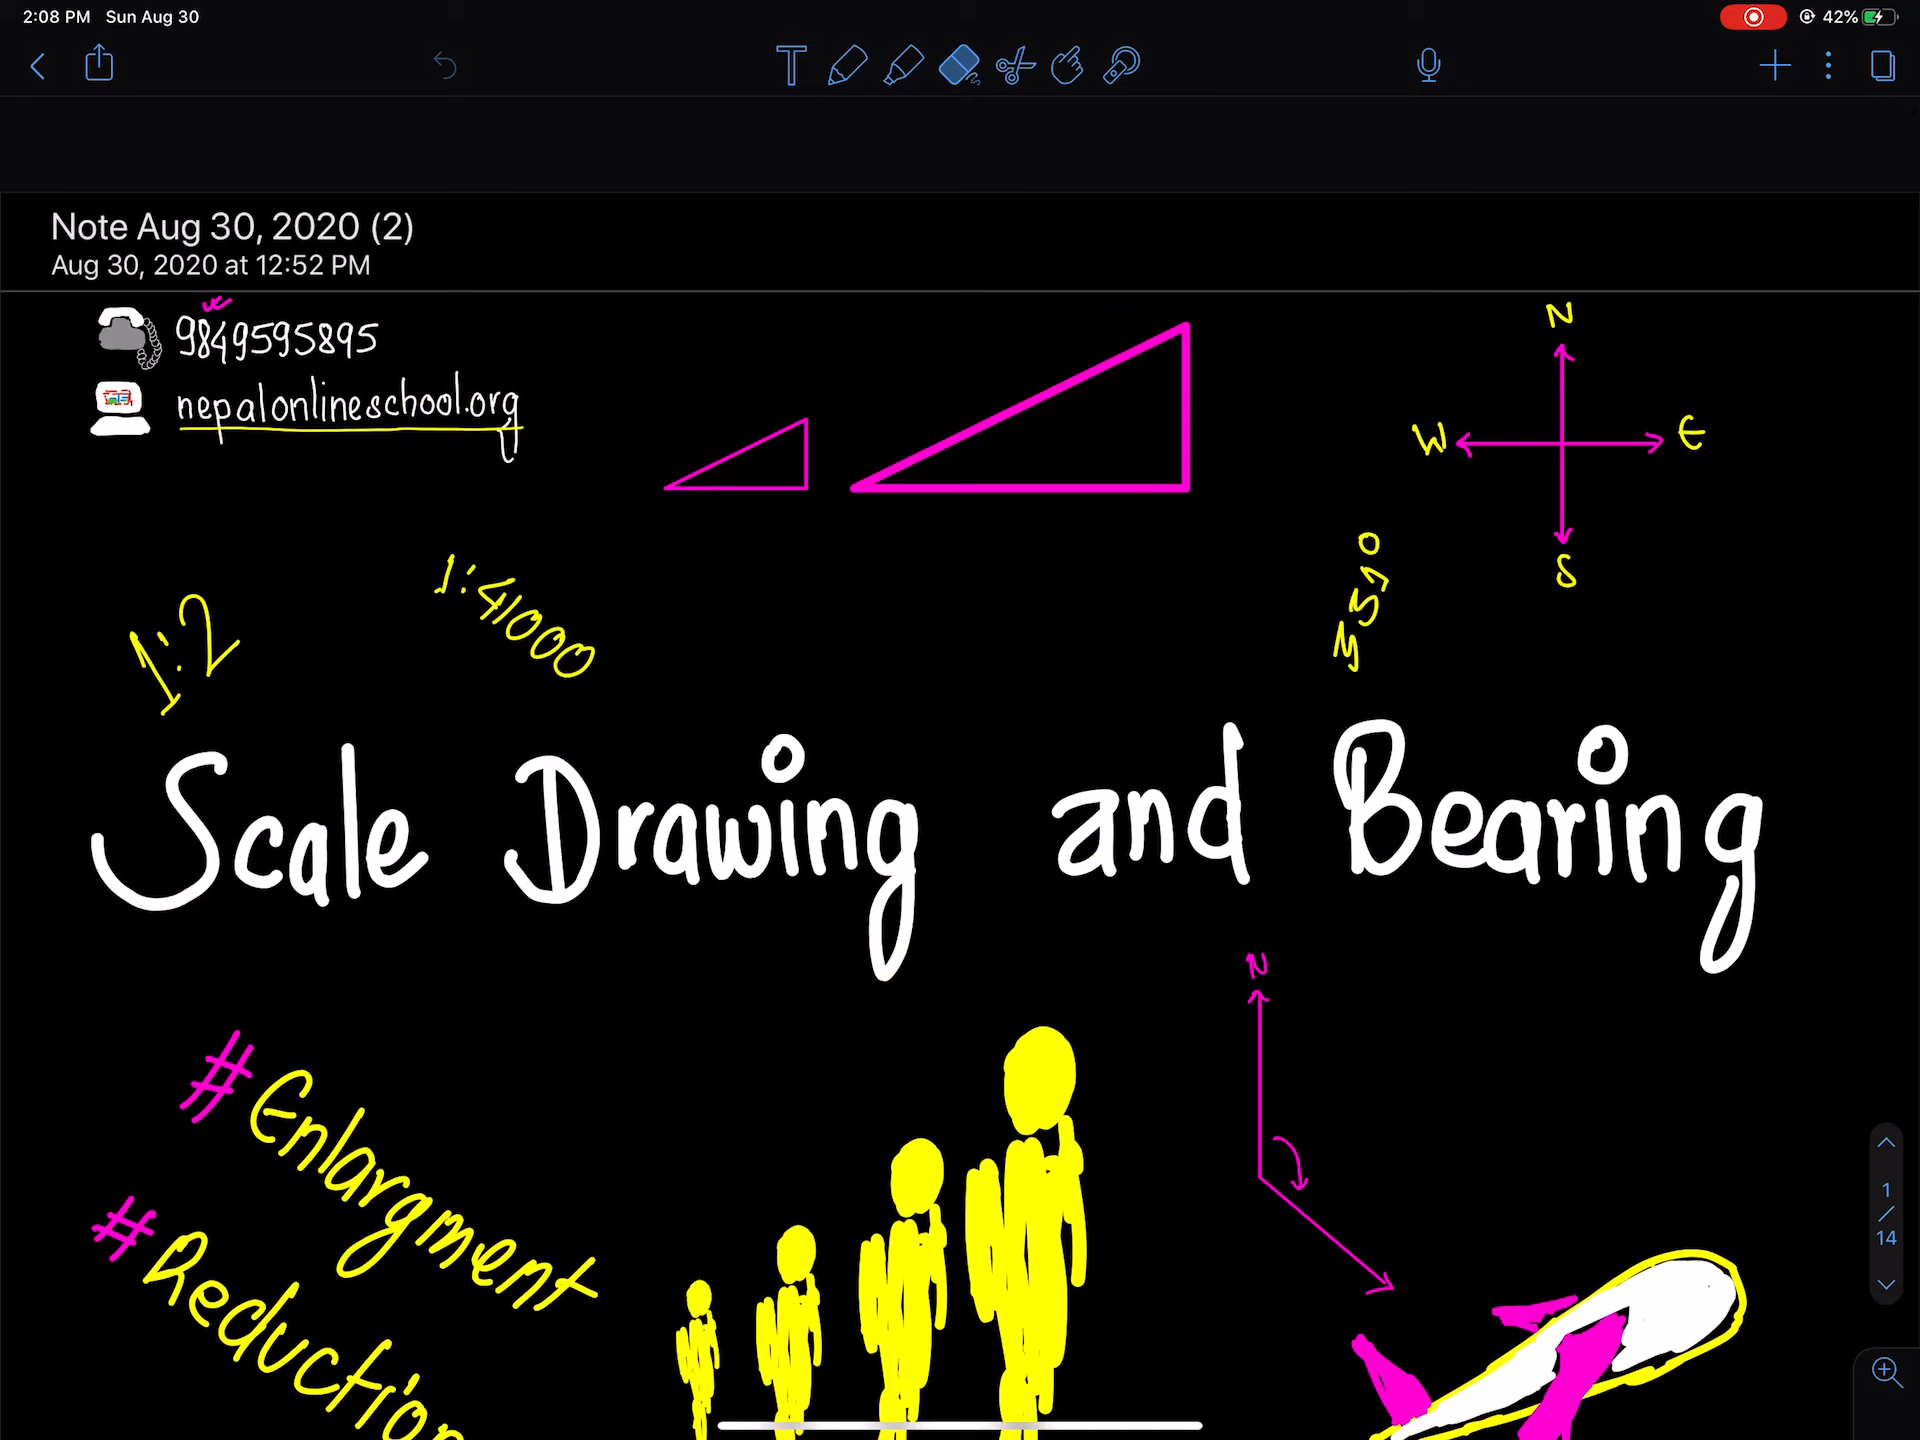 2:08 PM Sun Aug 30
42%
Note Aug 30, 2020 (2)
Aug 30, 2020 at 12:52 PM
9849595895
nepalonlineschool.org
N
W
E
S
1:2
1:41000
Scale Drawing and Bearing
N
# Enlargment
# Reduction
1
/
14